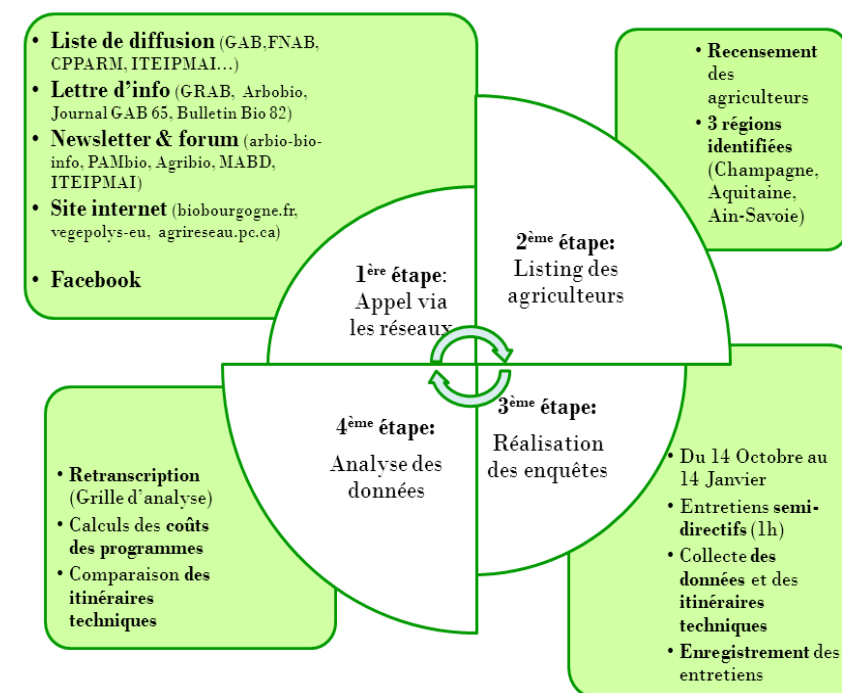 • Liste de diffusion (GAB,FNAB,
CPPARM, ITEIPMAI…)
• Lettre d'info (GRAB, Arbobio,
Journal GAB 65, Bulletin Bio 82)
• Newsletter & forum (arbio-bio-
info, PAMbio, Agribio, MABD,
ITEIPMAI)
• Site internet (biobourgogne.fr,
vegepolys-eu, agrireseau.pc.ca)
• Facebook
1ère étape:
Appel via
les réseaux
• Recensement
des
agriculteurs
• 3 régions
identifiées
(Champagne,
Aquitaine,
Ain-Savoie)
2ème étape:
Listing des
agriculteurs
3ème étape:
Réalisation
des enquêtes
• Du 14 Octobre au
14 Janvier
• Entretiens semi-
directifs (1h)
• Collecte des
données et des
itinéraires
techniques
• Enregistrement des
entretiens
4ème étape:
Analyse des
données
• Retranscription
(Grille d'analyse)
• Calculs des coûts
des programmes
• Comparaison des
itinéraires
techniques